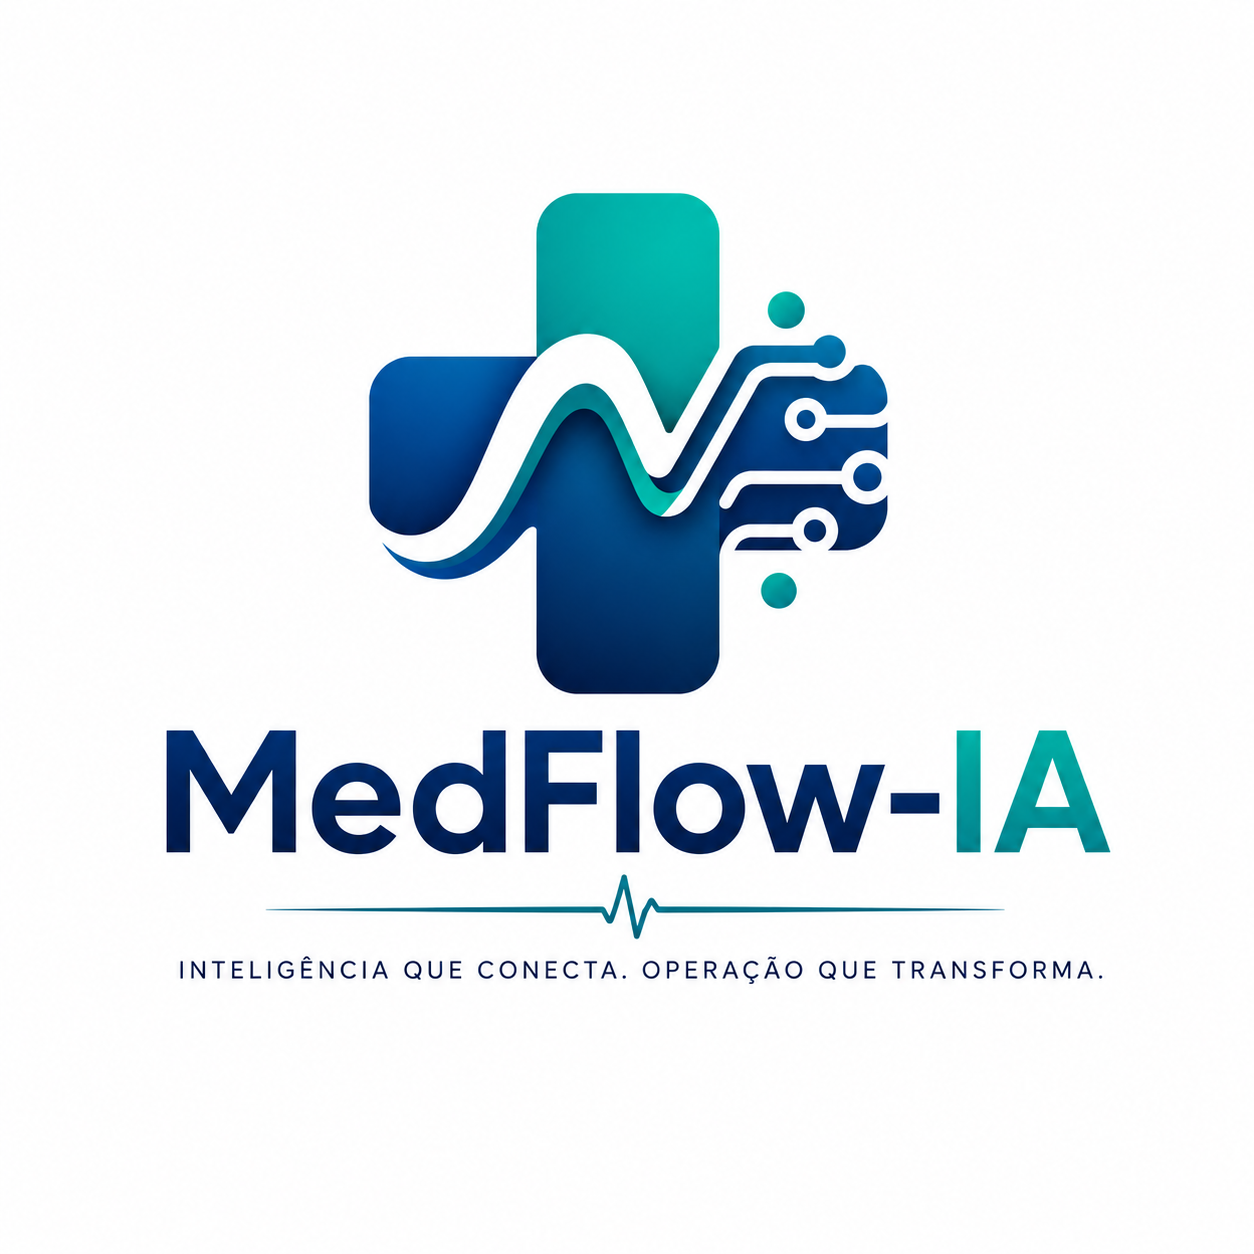 MedFlow-IA
INTELIGÊNCIA QUE CONECTA. OPERAÇÃO QUE TRANSFORMA.